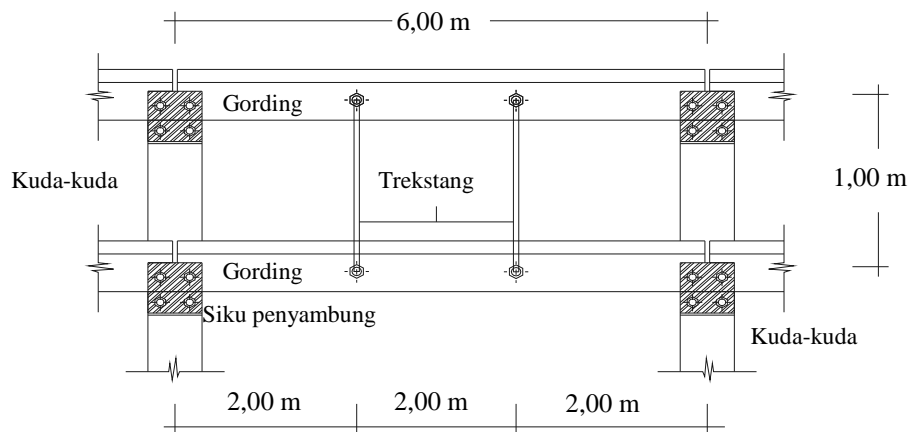 6,00 m
Gording
Kuda-kuda
Trekstang
1,00 m
Gording
Siku penyambung
Kuda-kuda
2,00 m 2,00 m 2,00 m